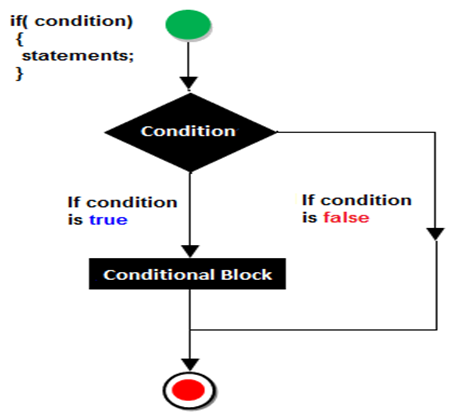 if( condition)
{
statements;
}
Condition
If condition
is true
If condition
is false
Conditional Block